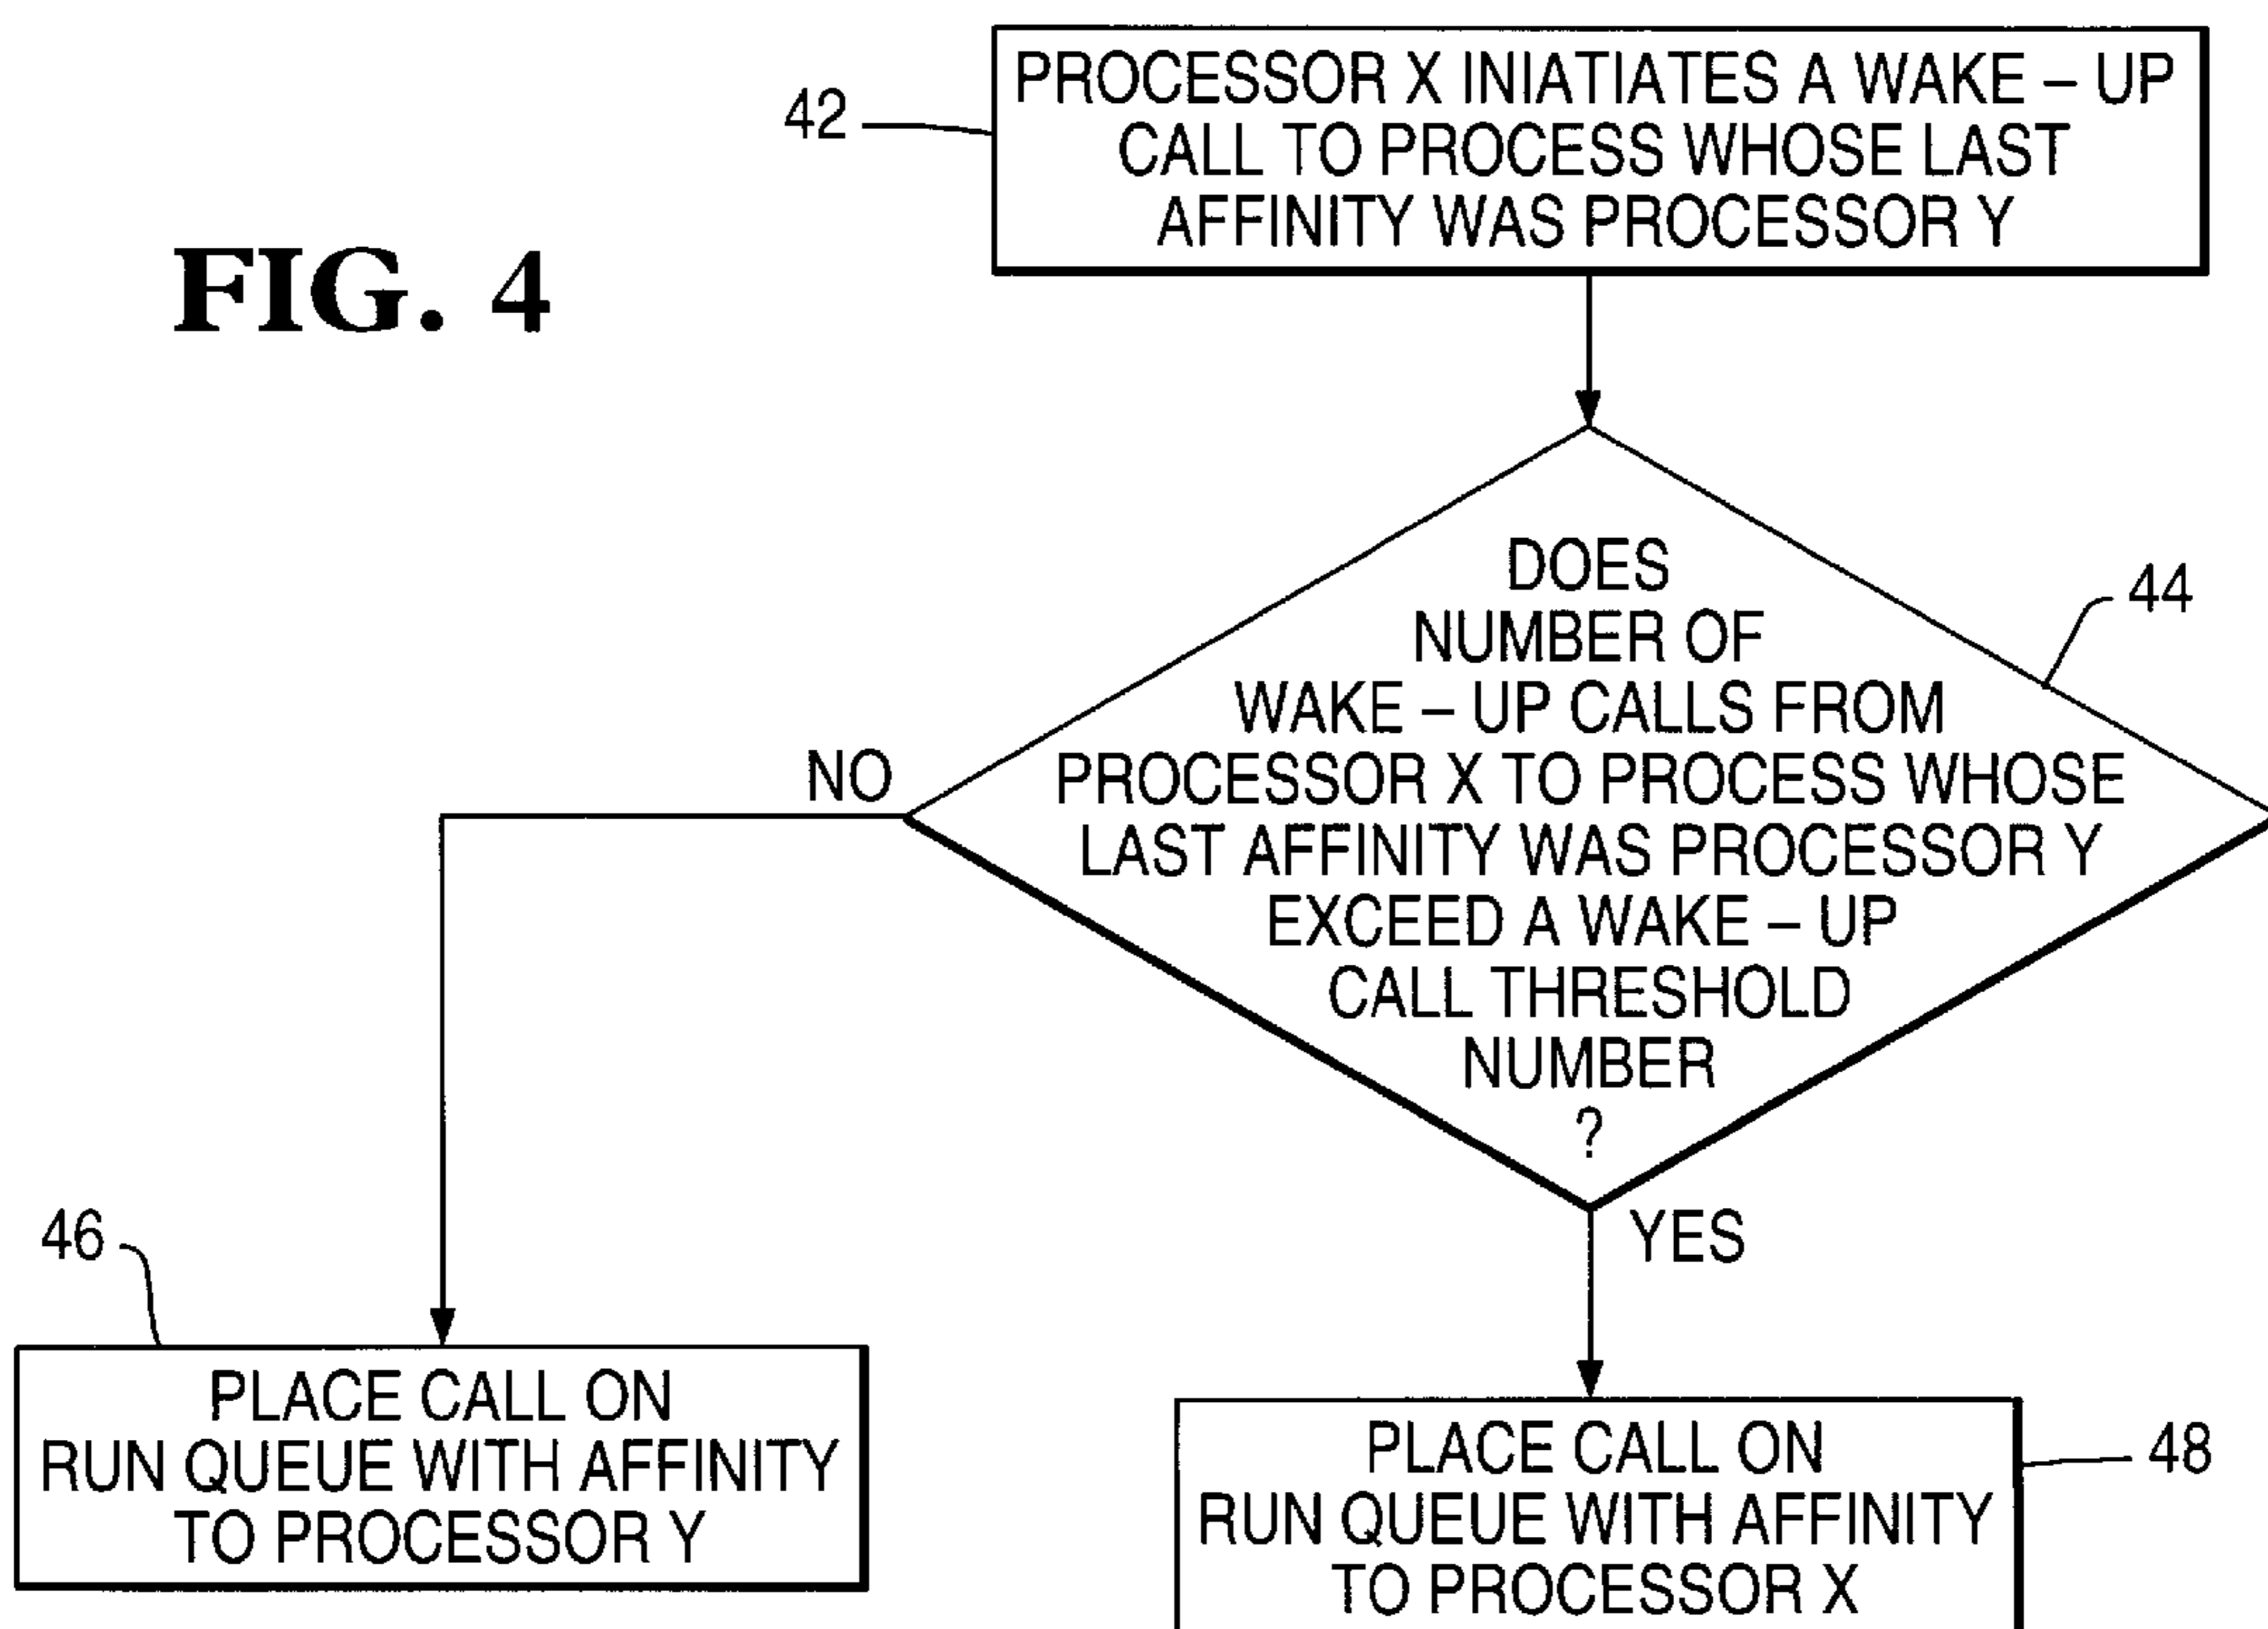 FIG. 4
42
PROCESSOR X INIATIATES A WAKE – UP
CALL TO PROCESS WHOSE LAST
AFFINITY WAS PROCESSOR Y
44
DOES
NUMBER OF
WAKE – UP CALLS FROM
PROCESSOR X TO PROCESS WHOSE
LAST AFFINITY WAS PROCESSOR Y
EXCEED A WAKE – UP
CALL THRESHOLD
NUMBER
?
NO
YES
46
PLACE CALL ON
RUN QUEUE WITH AFFINITY
TO PROCESSOR Y
48
PLACE CALL ON
RUN QUEUE WITH AFFINITY
TO PROCESSOR X